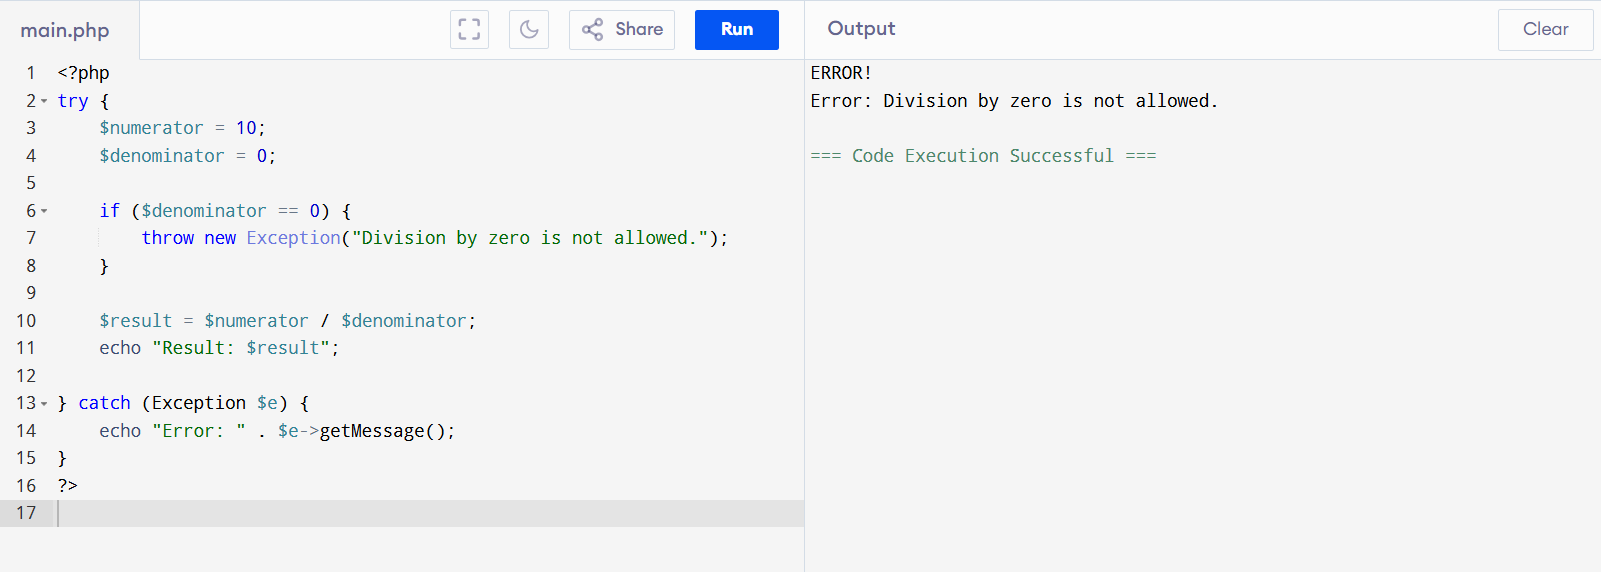 main.php
Share
Run
Output
Clear
1 <?php
2 try {
3     $numerator = 10;
4     $denominator = 0;
5
6     if ($denominator == 0) {
7         throw new Exception("Division by zero is not allowed.");
8     }
9
10     $result = $numerator / $denominator;
11     echo "Result: $result";
12
13 } catch (Exception $e) {
14     echo "Error: " . $e->getMessage();
15 }
16 ?>
17
ERROR!
Error: Division by zero is not allowed.
=== Code Execution Successful ===